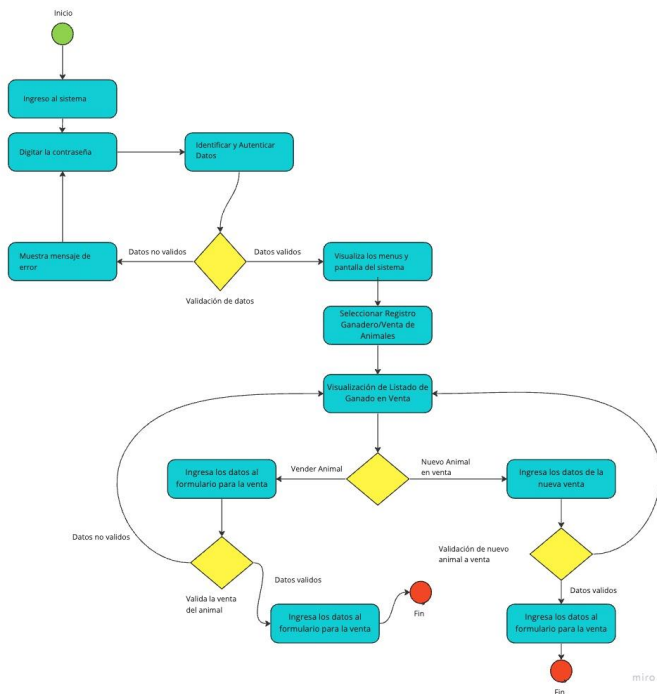 Inicio
Ingreso al sistema
Digitar la contraseña
Identificar y Autenticar
Datos
Muestra mensaje de
error
Datos no validos
Datos validos
Validación de datos
Visualiza los menus y
pantalla del sistema
Seleccionar Registro
Ganadero/Venta de
Animales
Visualización de Listado de
Ganado en Venta
Vender Animal
Nuevo Animal
en venta
Ingresa los datos al
formulario para la venta
Ingresa los datos de la
nueva venta
Datos no validos
Valida la venta
del animal
Datos validos
Ingresa los datos al
formulario para la venta
Fin
Validación de nuevo
animal a venta
Datos validos
Ingresa los datos al
formulario para la venta
Fin
miro